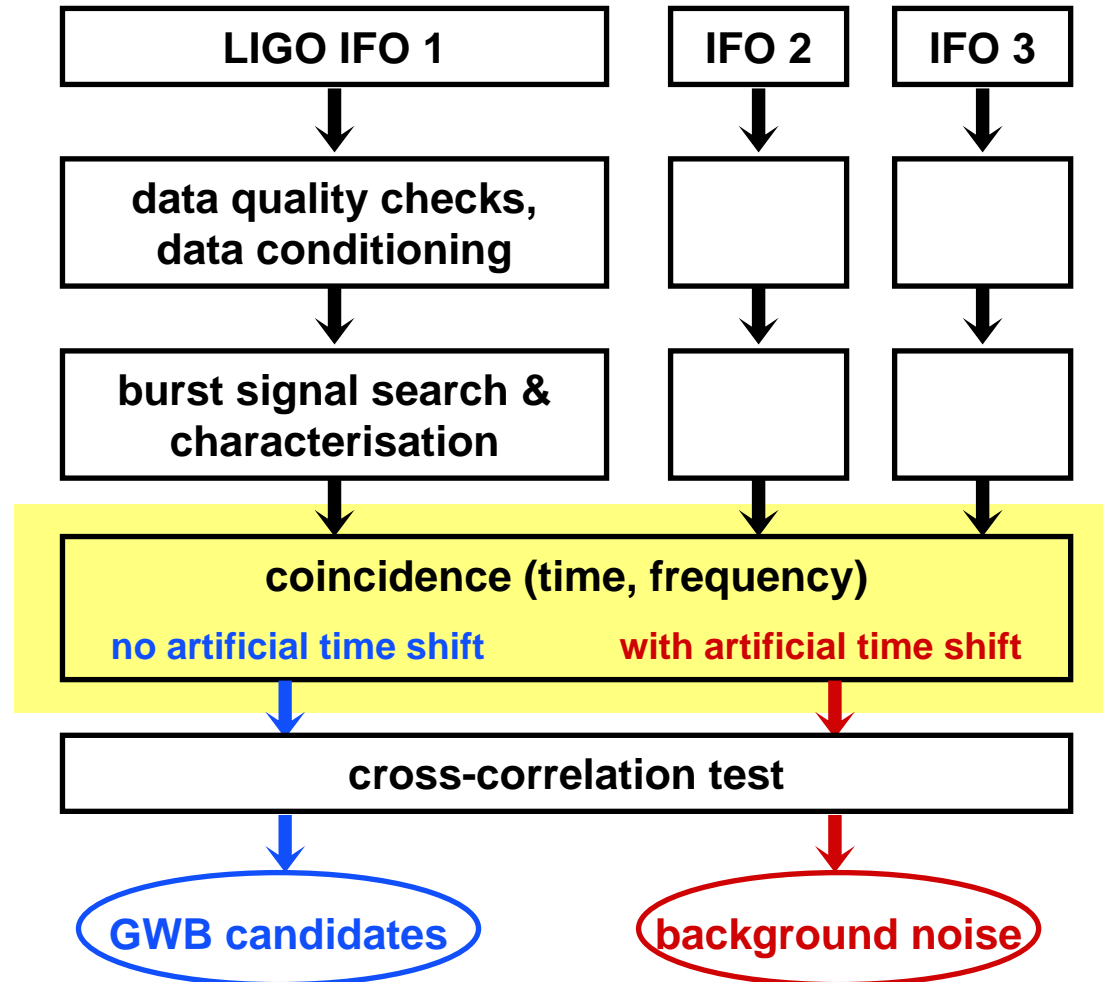 LIGO IFO 1
IFO 2
IFO 3
data quality checks,
data conditioning
burst signal search &
characterisation
coincidence (time, frequency)
no artificial time shift
with artificial time shift
cross-correlation test
GWB candidates
background noise